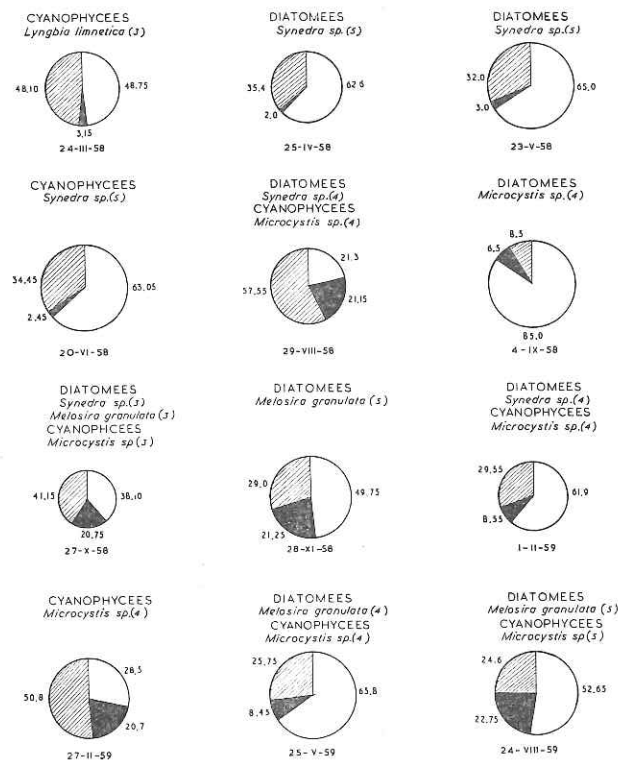 CYANOPHYCEES
Lyngbia limnetica (3)
48,10
48,75
3,15
24-III-58
DIATOMEES
Synedra sp.(5)
35,4
62,6
2,0
25-IV-58
DIATOMEES
Synedra sp.(5)
32,0
65,0
3,0
23-V-58
CYANOPHYCEES
Synedra sp.(5)
34,45
63,05
2,45
20-VI-58
DIATOMEES
Synedra sp.(4)
CYANOPHYCEES
Microcystis sp.(4)
21,3
57,55
21,15
29-VIII-58
DIATOMEES
Microcystis sp.(4)
8,5
6,5
85,0
4-IX-58
DIATOMEES
Synedra sp.(3)
Melosira granulata (3)
CYANOPHCEES
Microcystis sp(3)
41,15
38,10
20,75
27-X-58
DIATOMEES
Melosira granulata (5)
29,0
49,75
21,25
28-XI-58
DIATOMEES
Synedra sp.(4)
CYANOPHYCEES
Microcystis sp.(4)
29,55
61,9
8,55
1-II-59
CYANOPHYCEES
Microcystis sp.(4)
28,5
50,8
20,7
27-II-59
DIATOMEES
Melosira granulata (4)
CYANOPHYCEES
Microcystis sp.(4)
25,75
65,8
8,45
25-V-59
DIATOMEES
Melosira granulata (5)
CYANOPHYCEES
Microcystis sp(5)
24,6
52,65
22,75
24-VIII-59